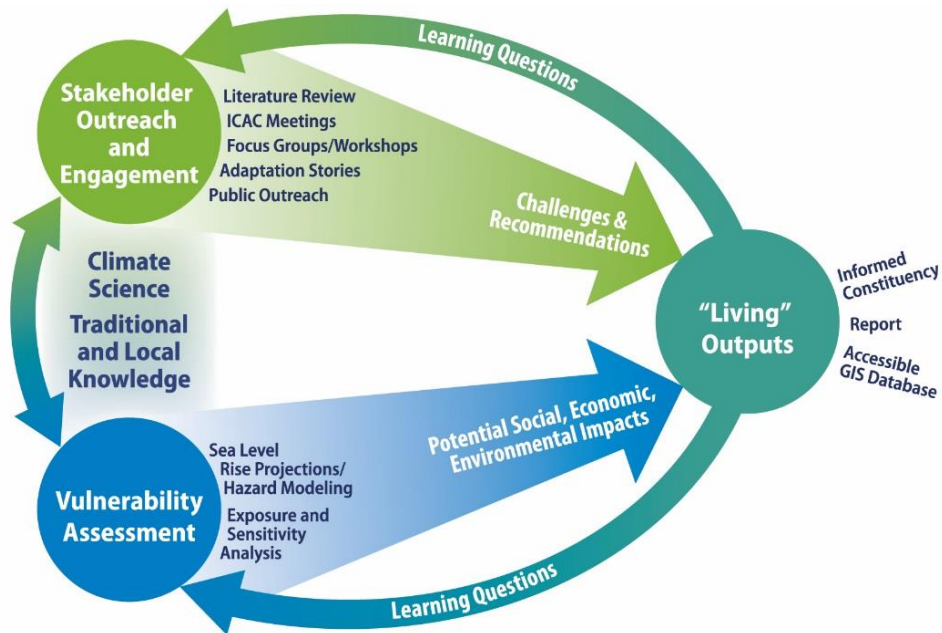 Learning Questions
Stakeholder
Outreach
and
Engagement
Literature Review
ICAC Meetings
Focus Groups/Workshops
Adaptation Stories
Public Outreach
Challenges &
Recommendations
Climate
Science
Traditional
and Local
Knowledge
"Living"
Outputs
Informed
Constituency
Report
Accessible
GIS Database
Potential Social, Economic,
Environmental Impacts
Vulnerability
Assessment
Sea Level
Rise Projections/
Hazard Modeling
Exposure and
Sensitivity
Analysis
Learning Questions